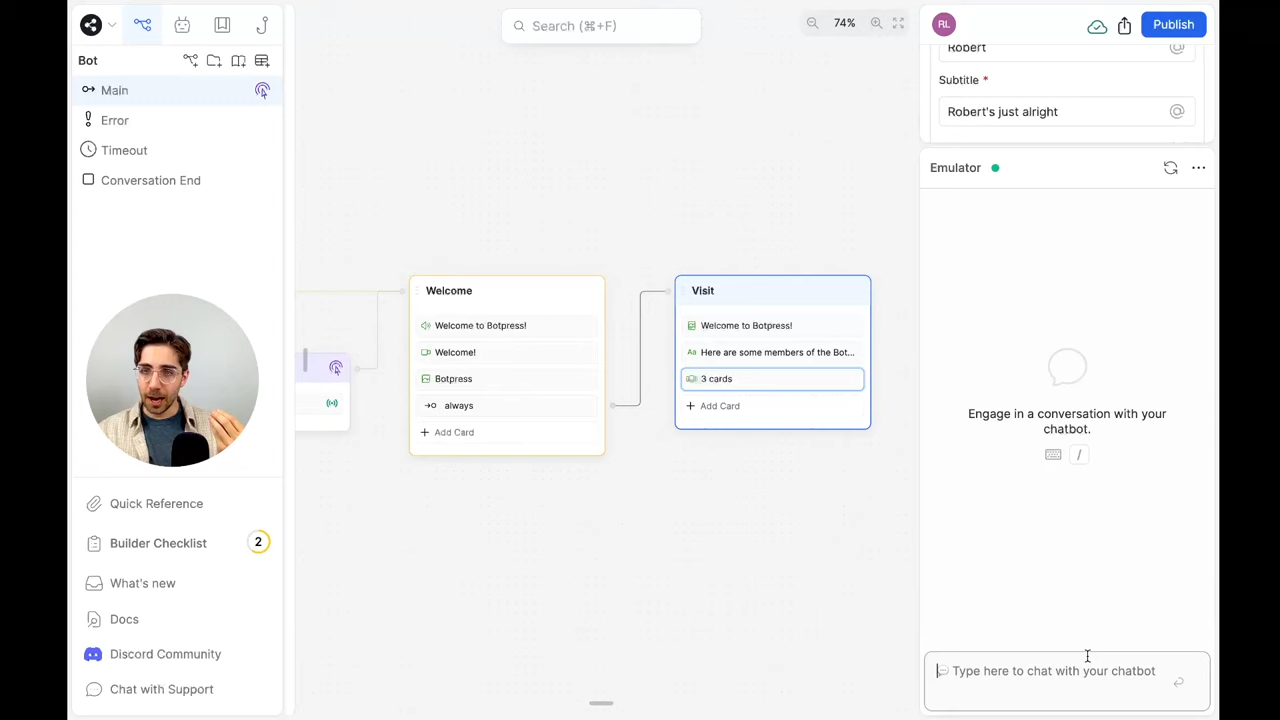 Search (⌘+F)
74%
RL
Publish
Bot
Main
Error
Timeout
Conversation End
Quick Reference
Builder Checklist
2
What's new
Docs
Discord Community
Chat with Support
Welcome
Welcome to Botpress!
Welcome!
Botpress
always
Add Card
Visit
Welcome to Botpress!
Aa Here are some members of the Bot...
3 cards
Add Card
Robert
Subtitle *
Robert's just alright
Emulator
Engage in a conversation with your
chatbot.
/
Type here to chat with your chatbot